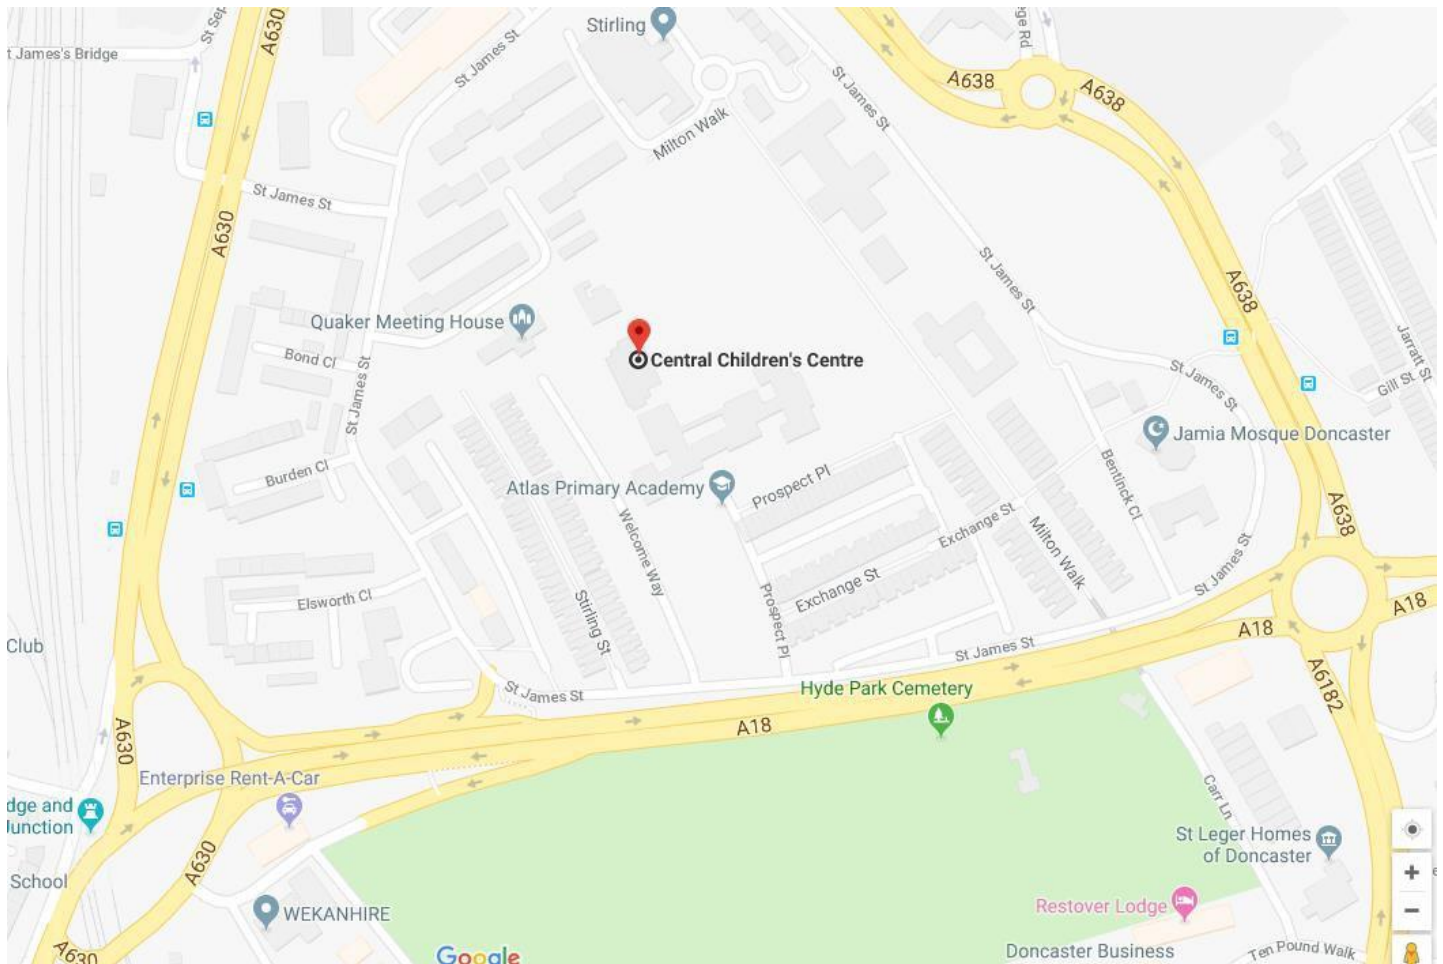 A630
St Sep
Stirling
ege Rd
t James's Bridge
St James St
A638
A638
St James St
Milton Walk
St James St
A630
St James St
A638
Quaker Meeting House
Bond Cl
Central Children's Centre
St James St
St James St
Jarratt St
Gill St
Jamia Mosque Doncaster
Burden Cl
Atlas Primary Academy
Prospect Pl
Bentinck Cl
Welcome Way
Exchange St
Milton Walk
A638
Exchange St
St James St
Elsworth Cl
Stirling St
Prospect Pl
A18
A18
Club
St James St
St James St
Hyde Park Cemetery
A6182
A18
A630
Enterprise Rent-A-Car
dge and
Junction
Carr Ln
St Leger Homes
of Doncaster
A630
School
WEKANHIRE
Restover Lodge
Doncaster Business
Ten Pound Walk
A630
Google